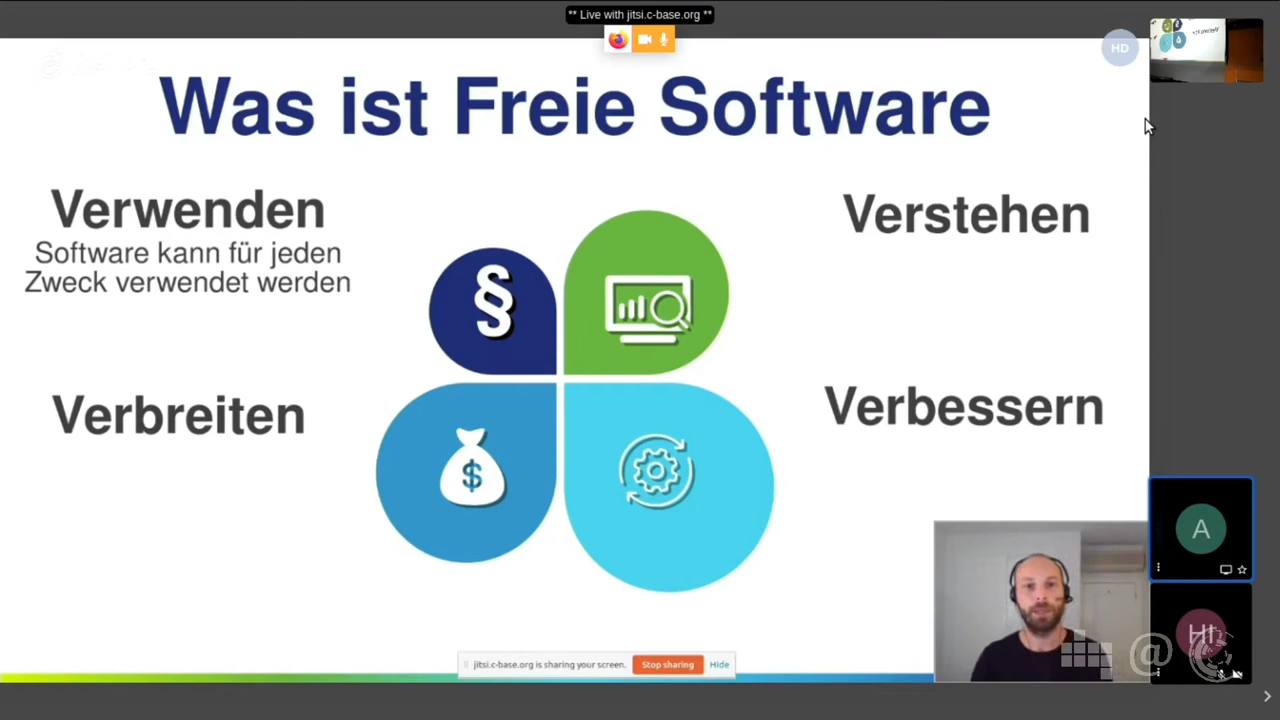 ** Live with jitsi.c-base.org **
HD
Was ist Freie Software
Verwenden
Software kann für jeden
Zweck verwendet werden
Verstehen
§
Verbreiten
$
Verbessern
A
HI
@
jitsi.c-base.org is sharing your screen.
Stop sharing
Hide